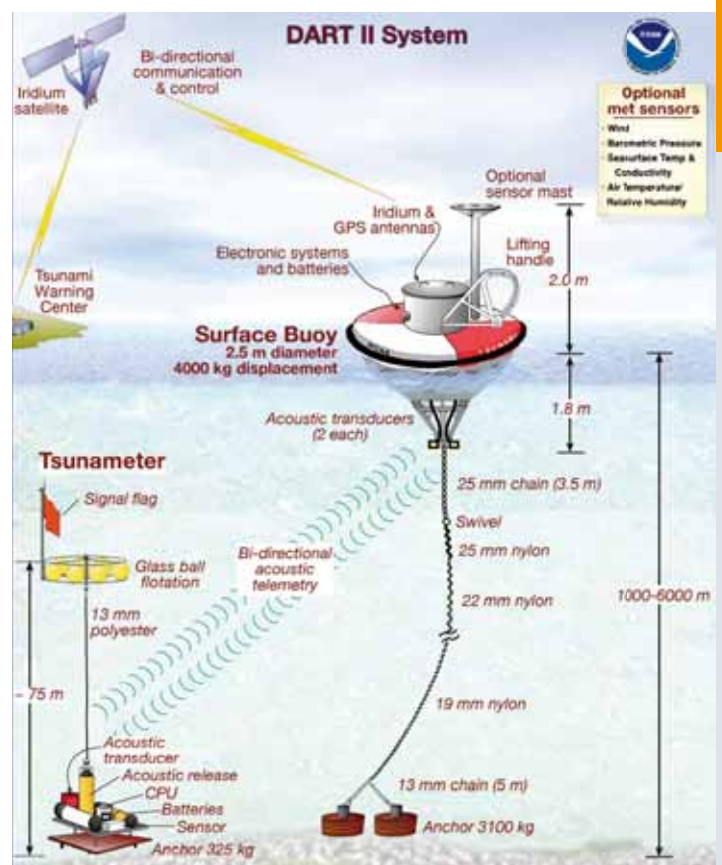 DART II System
Bi-directional
communication
& control
Iridium
satellite
Optional
met sensors
Wind
Barometric Pressure
Seasurface Temp &
Conductivity
Air Temperature/
Relative Humidity
Optional
sensor mast
Iridium &
GPS antennas
Lifting
handle
Electronic systems
and batteries
2.0 m
Tsunami
Warning
Center
Surface Buoy
2.5 m diameter
4000 kg displacement
1.8 m
Acoustic transducers
(2 each)
Tsunameter
25 mm chain (3.5 m)
Signal flag
Swivel
25 mm nylon
Bi-directional
acoustic
telemetry
Glass ball
flotation
22 mm nylon
1000-6000 m
13 mm
polyester
~ 75 m
19 mm nylon
Acoustic
transducer
Acoustic release
CPU
Batteries
Sensor
Anchor 325 kg
13 mm chain (5 m)
Anchor 3100 kg